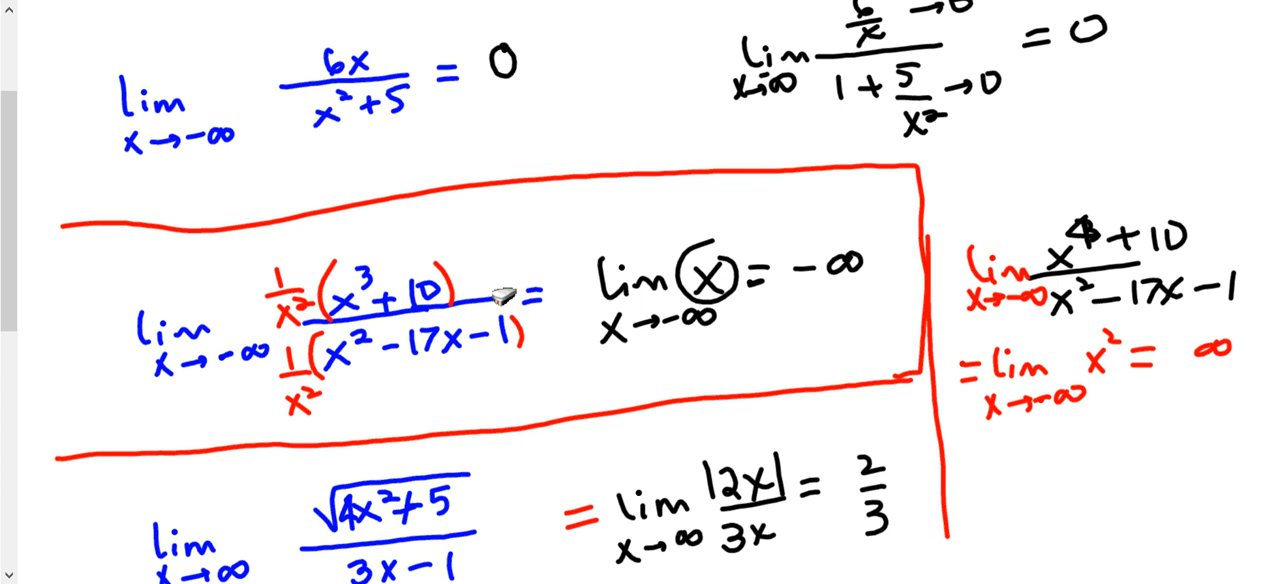 lim x→-∞ 6x / (x² + 5) = 0
lim x→∞ (6/x →0) / (1 + 5/x² →0) = 0
lim x→-∞ 1/x² (x³ + 10) / 1/x² (x² - 17x - 1) = lim x→-∞ x = -∞
lim x→-∞ (x⁴ + 10) / (x² - 17x - 1)
= lim x→-∞ x² = ∞
lim x→∞ √(4x² + 5) / (3x - 1) = lim x→∞ |2x| / 3x = 2/3